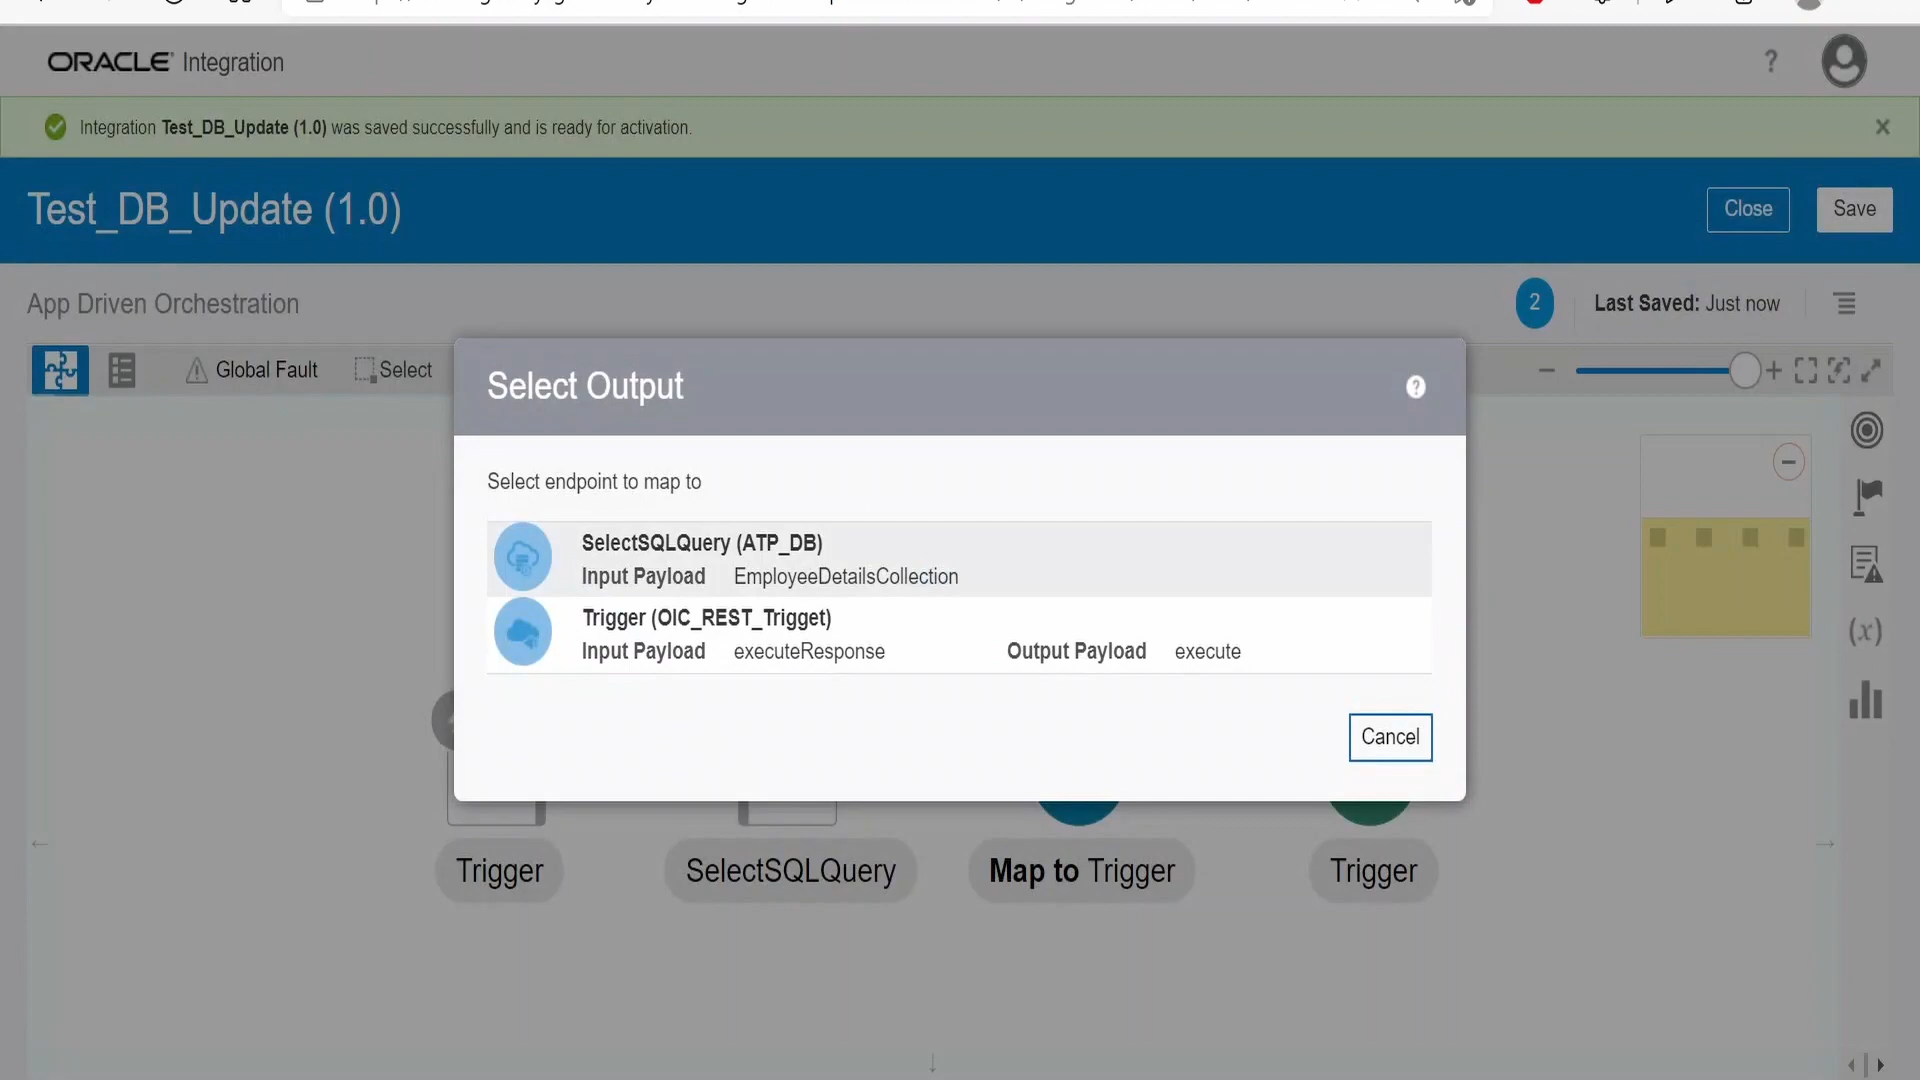 ORACLE Integration
?
Integration Test_DB_Update (1.0) was saved successfully and is ready for activation.
Test_DB_Update (1.0)
Close
Save
App Driven Orchestration
2
Last Saved: Just now
Global Fault
Select
Select Output
?
Select endpoint to map to
SelectSQLQuery (ATP_DB)
Input Payload EmployeeDetailsCollection
Trigger (OIC_REST_Trigget)
Input Payload executeResponse Output Payload execute
(x)
Cancel
Trigger
SelectSQLQuery
Map to Trigger
Trigger